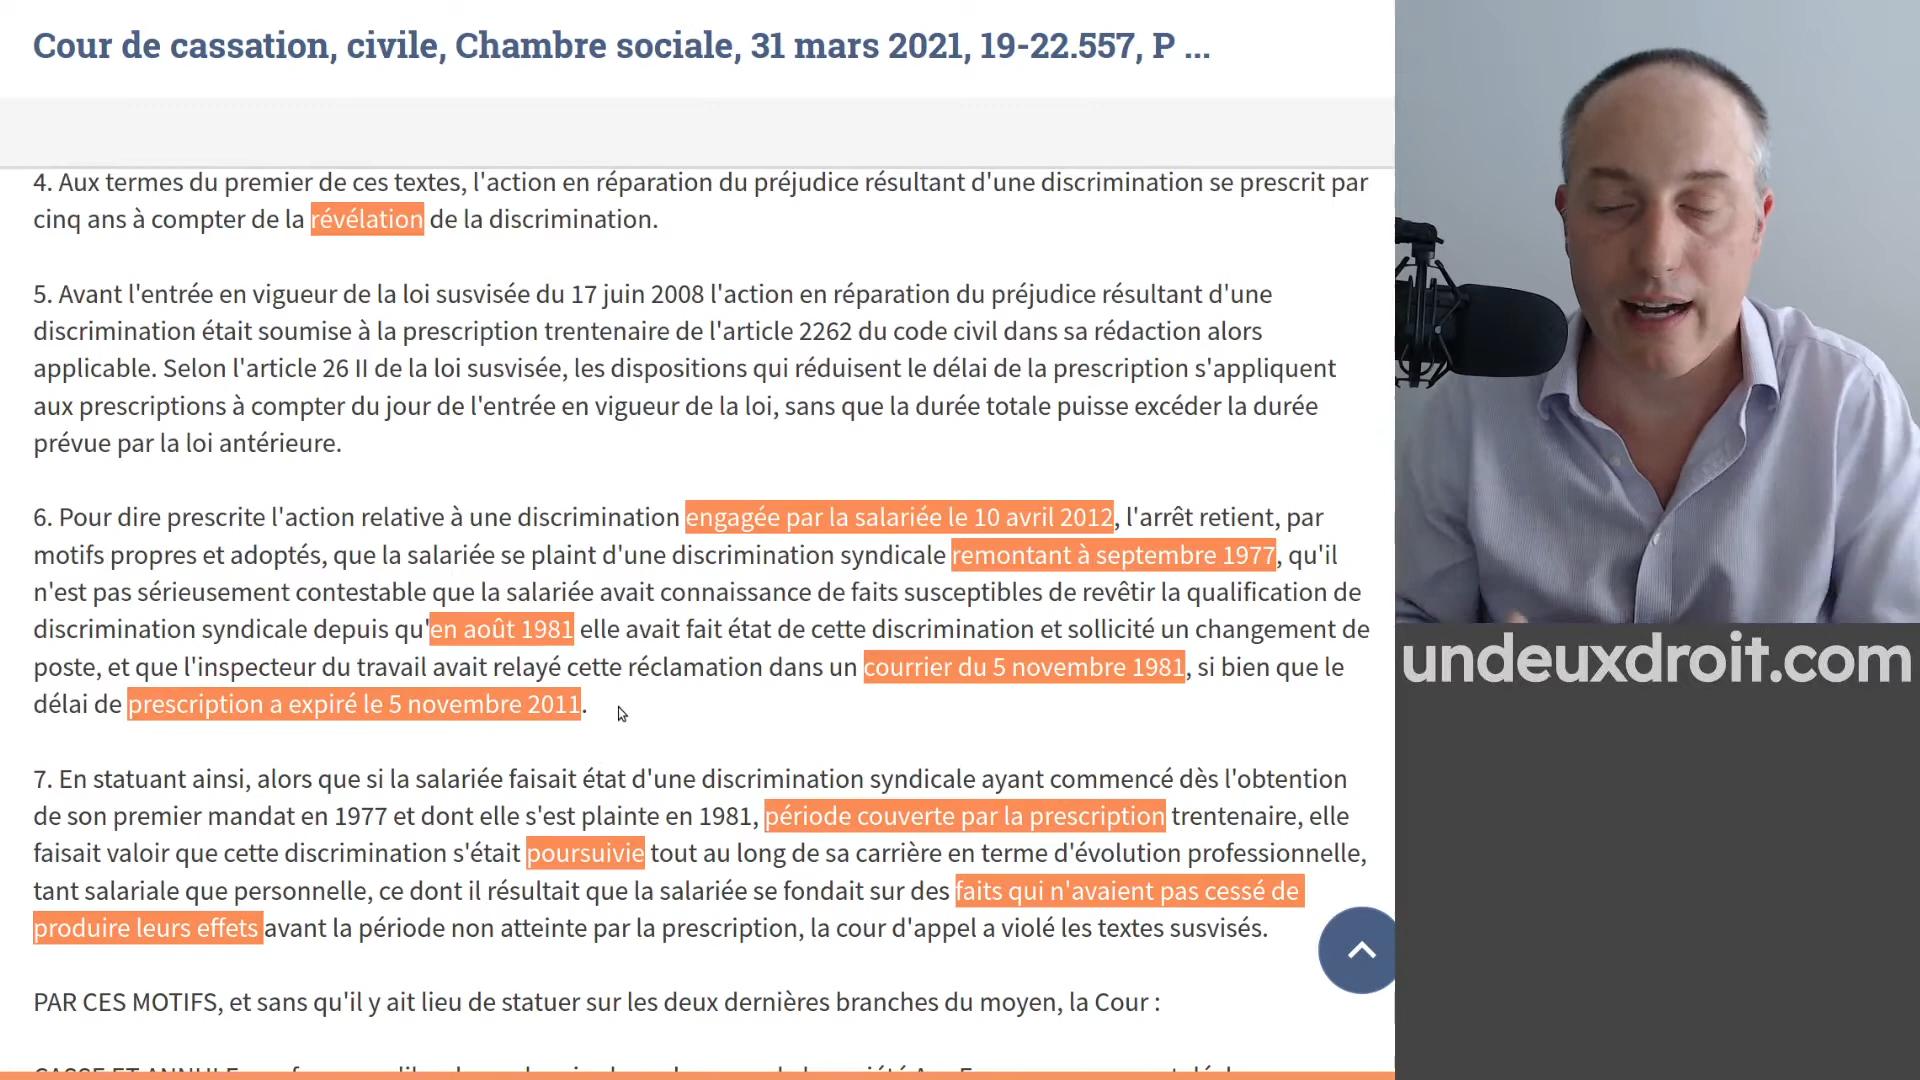 Cour de cassation, civile, Chambre sociale, 31 mars 2021, 19-22.557, P ...
4. Aux termes du premier de ces textes, l'action en réparation du préjudice résultant d'une discrimination se prescrit par
cinq ans à compter de la révélation de la discrimination.
5. Avant l'entrée en vigueur de la loi susvisée du 17 juin 2008 l'action en réparation du préjudice résultant d'une
discrimination était soumise à la prescription trentenaire de l'article 2262 du code civil dans sa rédaction alors
applicable. Selon l'article 26 II de la loi susvisée, les dispositions qui réduisent le délai de la prescription s'appliquent
aux prescriptions à compter du jour de l'entrée en vigueur de la loi, sans que la durée totale puisse excéder la durée
prévue par la loi antérieure.
6. Pour dire prescrite l'action relative à une discrimination engagée par la salariée le 10 avril 2012, l'arrêt retient, par
motifs propres et adoptés, que la salariée se plaint d'une discrimination syndicale remontant à septembre 1977, qu'il
n'est pas sérieusement contestable que la salariée avait connaissance de faits susceptibles de revêtir la qualification de
discrimination syndicale depuis qu'en août 1981 elle avait fait état de cette discrimination et sollicité un changement de
poste, et que l'inspecteur du travail avait relayé cette réclamation dans un courrier du 5 novembre 1981, si bien que le
délai de prescription a expiré le 5 novembre 2011.
7. En statuant ainsi, alors que si la salariée faisait état d'une discrimination syndicale ayant commencé dès l'obtention
de son premier mandat en 1977 et dont elle s'est plainte en 1981, période couverte par la prescription trentenaire, elle
faisait valoir que cette discrimination s'était poursuivie tout au long de sa carrière en terme d'évolution professionnelle,
tant salariale que personnelle, ce dont il résultait que la salariée se fondait sur des faits qui n'avaient pas cessé de
produire leurs effets avant la période non atteinte par la prescription, la cour d'appel a violé les textes susvisés.
PAR CES MOTIFS, et sans qu'il y ait lieu de statuer sur les deux dernières branches du moyen, la Cour :
CASSE ET ANNULE
undeuxdroit.com